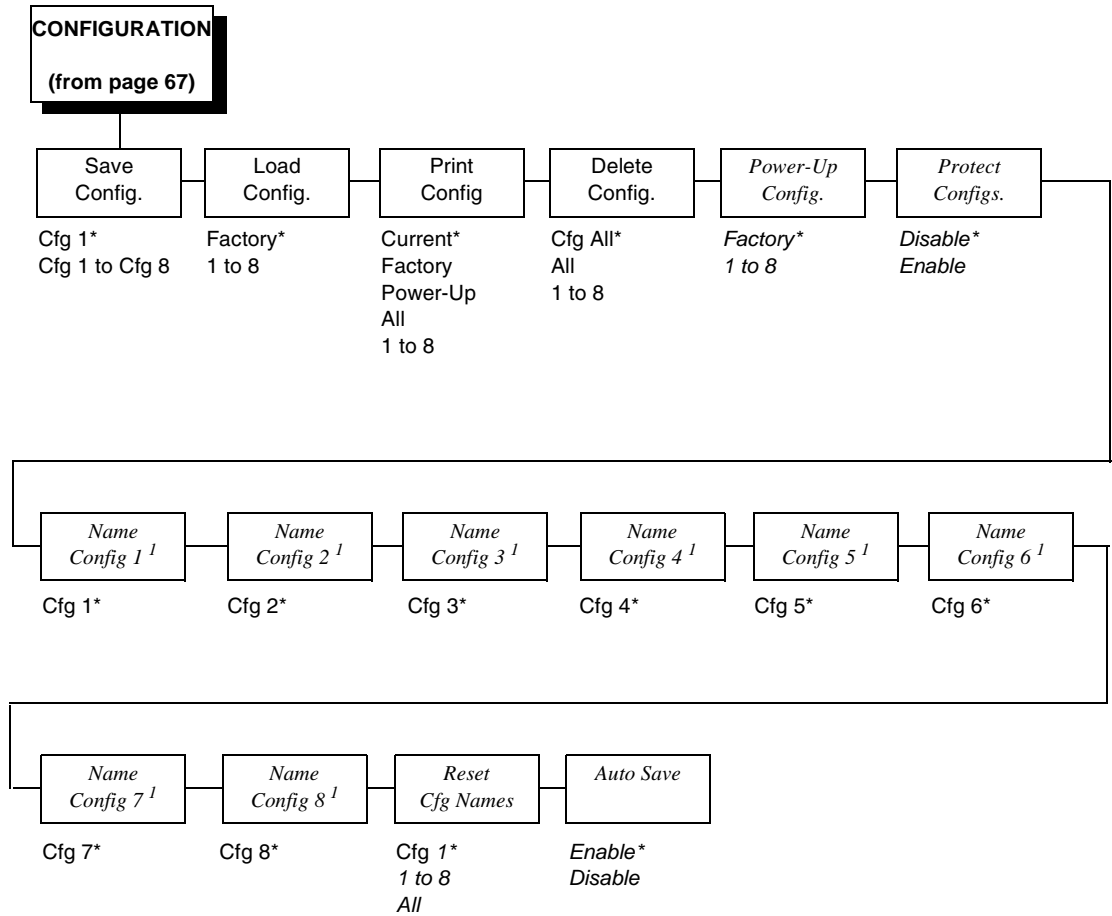 CONFIGURATION
(from page 67)
Save
Config.
Cfg 1*
Cfg 1 to Cfg 8
Load
Config.
Factory*
1 to 8
Print
Config
Current*
Factory
Power-Up
All
1 to 8
Delete
Config.
Cfg All*
All
1 to 8
Power-Up
Config.
Factory*
1 to 8
Protect
Configs.
Disable*
Enable
Name
Config 1 1
Cfg 1*
Name
Config 2 1
Cfg 2*
Name
Config 3 1
Cfg 3*
Name
Config 4 1
Cfg 4*
Name
Config 5 1
Cfg 5*
Name
Config 6 1
Cfg 6*
Name
Config 7 1
Cfg 7*
Name
Config 8 1
Cfg 8*
Reset
Cfg Names
Cfg 1*
1 to 8
All
Auto Save
Enable*
Disable